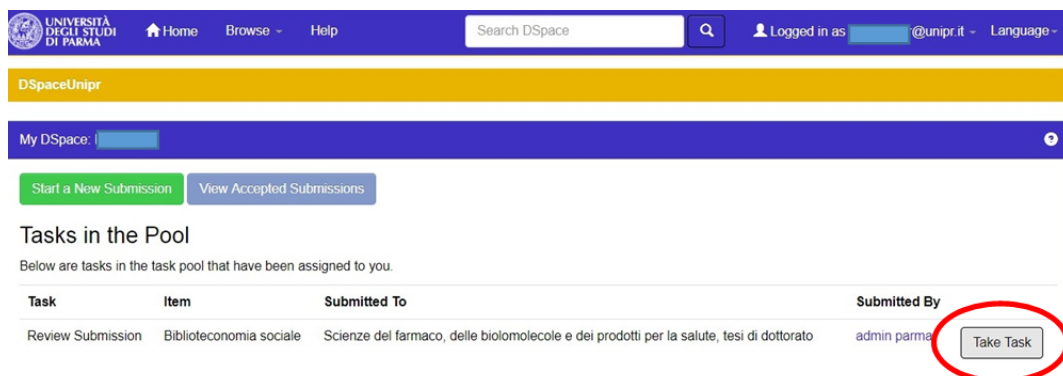 UNIVERSITÀ
DEGLI STUDI
DI PARMA
Home Browse Help Search DSpace Logged in as @unipr.it Language
DSpaceUnipr
My DSpace:
Start a New Submission View Accepted Submissions
Tasks in the Pool
Below are tasks in the task pool that have been assigned to you.
Task Item Submitted To Submitted By
Review Submission Biblioteconomia sociale Scienze del farmaco, delle biolomolecole e dei prodotti per la salute, tesi di dottorato admin parma Take Task